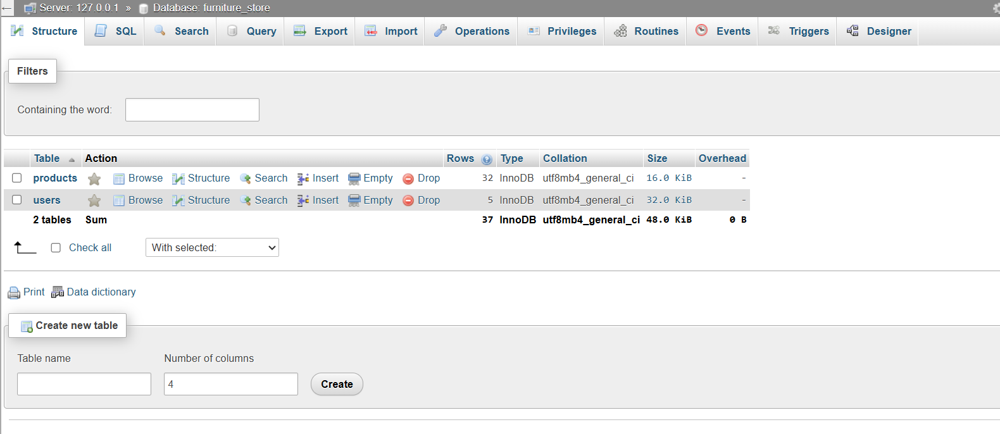 Server: 127.0.0.1 » Database: furniture_store
Structure SQL Search Query Export Import Operations Privileges Routines Events Triggers Designer
Filters
Containing the word:
Table Action Rows Type Collation Size Overhead
products Browse Structure Search Insert Empty Drop 32 InnoDB utf8mb4_general_ci 16.0 KiB -
users Browse Structure Search Insert Empty Drop 5 InnoDB utf8mb4_general_ci 32.0 KiB -
2 tables Sum 37 InnoDB utf8mb4_general_ci 48.0 KiB 0 B
Check all With selected:
Print Data dictionary
Create new table
Table name Number of columns
4 Create